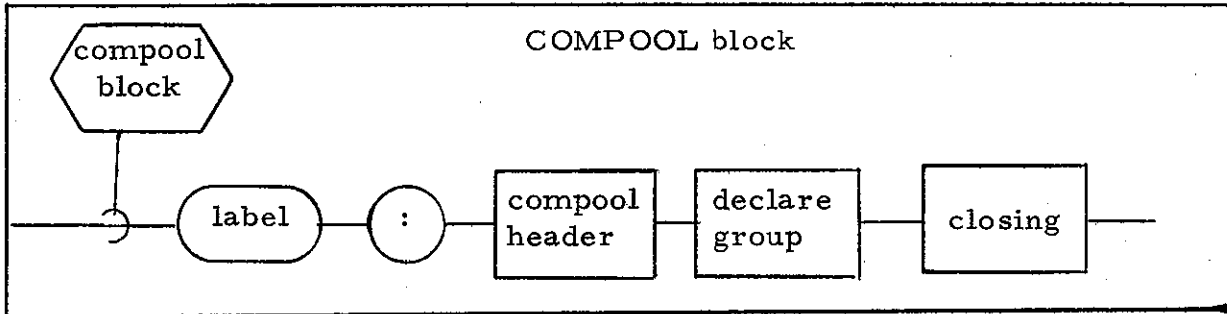 COMPOOL block
compool
block
label
:
compool
header
declare
group
closing